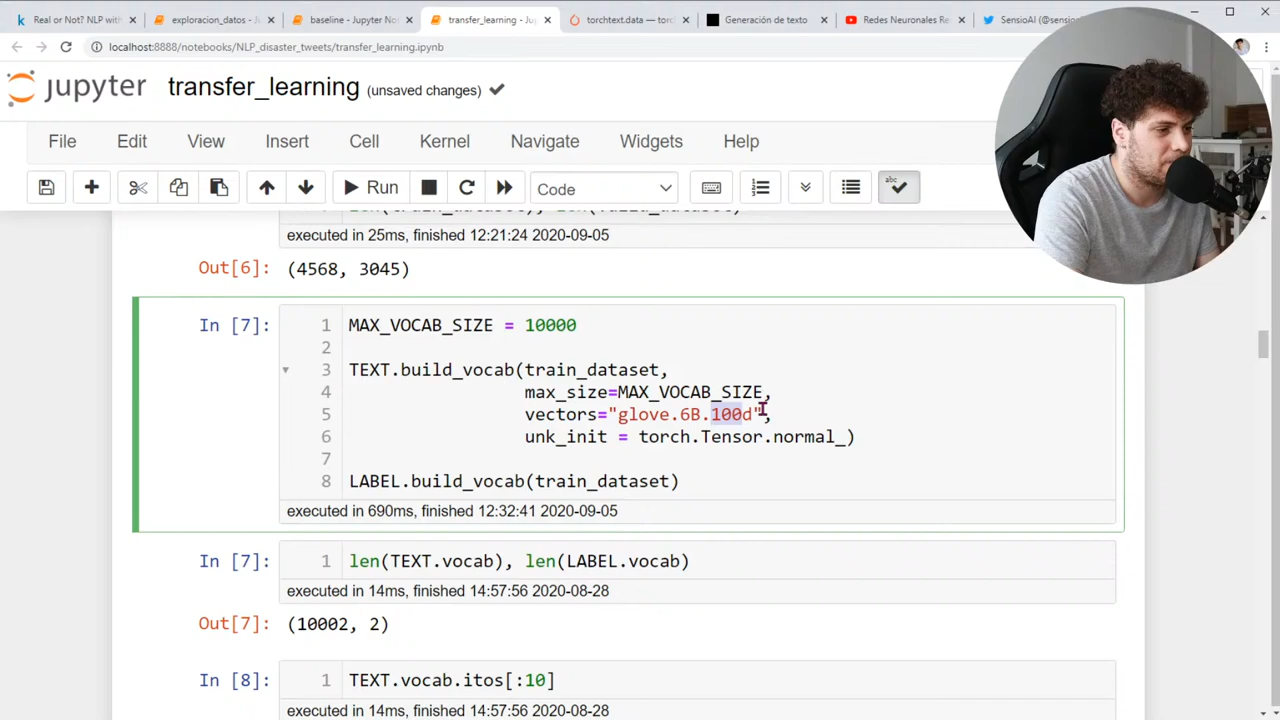 Real or Not? NLP with
exploracion_datos - Ju
baseline - Jupyter Not
transfer_learning - Jup
torchtext.data — torcht
Generación de texto
Redes Neuronales Re
SensioAI (@sensio
localhost:8888/notebooks/NLP_disaster_tweets/transfer_learning.ipynb
jupyter transfer_learning (unsaved changes)
File Edit View Insert Cell Kernel Navigate Widgets Help
Run Code abc
executed in 25ms, finished 12:21:24 2020-09-05
Out[6]: (4568, 3045)
In [7]: 1 MAX_VOCAB_SIZE = 10000
2
3 TEXT.build_vocab(train_dataset,
4 max_size=MAX_VOCAB_SIZE,
5 vectors="glove.6B.100d",
6 unk_init = torch.Tensor.normal_)
7
8 LABEL.build_vocab(train_dataset)
executed in 690ms, finished 12:32:41 2020-09-05
In [7]: 1 len(TEXT.vocab), len(LABEL.vocab)
executed in 14ms, finished 14:57:56 2020-08-28
Out[7]: (10002, 2)
In [8]: 1 TEXT.vocab.itos[:10]
executed in 14ms, finished 14:57:56 2020-08-28